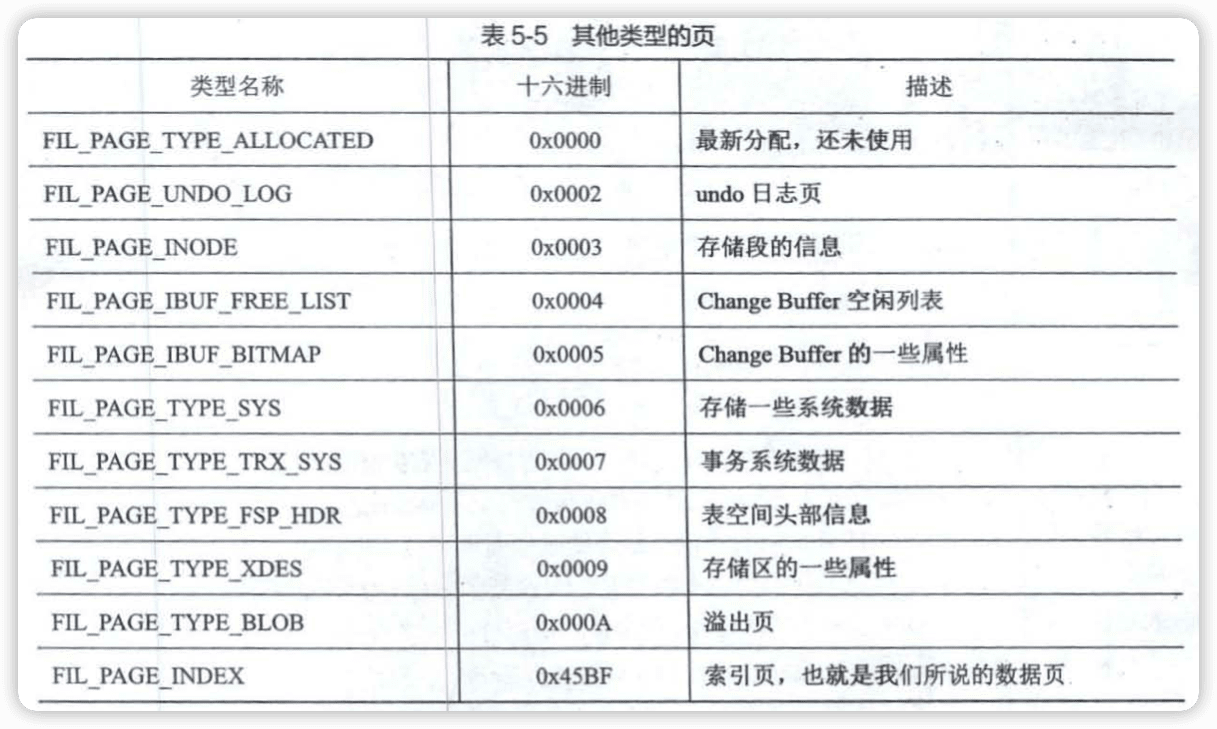 表 5-5 其他类型的页
类型名称 十六进制 描述
FIL_PAGE_TYPE_ALLOCATED 0x0000 最新分配，还未使用
FIL_PAGE_UNDO_LOG 0x0002 undo 日志页
FIL_PAGE_INODE 0x0003 存储段的信息
FIL_PAGE_IBUF_FREE_LIST 0x0004 Change Buffer 空闲列表
FIL_PAGE_IBUF_BITMAP 0x0005 Change Buffer 的一些属性
FIL_PAGE_TYPE_SYS 0x0006 存储一些系统数据
FIL_PAGE_TYPE_TRX_SYS 0x0007 事务系统数据
FIL_PAGE_TYPE_FSP_HDR 0x0008 表空间头部信息
FIL_PAGE_TYPE_XDES 0x0009 存储区的一些属性
FIL_PAGE_TYPE_BLOB 0x000A 溢出页
FIL_PAGE_INDEX 0x45BF 索引页，也就是我们所说的数据页